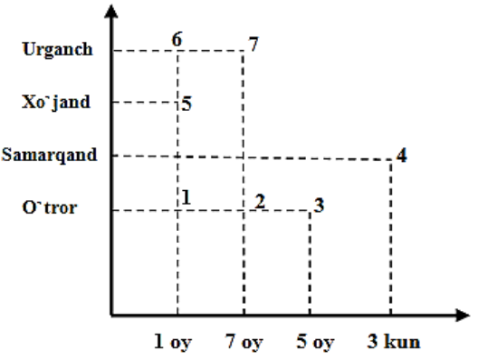 Urganch 6 7
Xo`jand 5
Samarqand 4
O`tror 1 2 3
1 oy 7 oy 5 oy 3 kun